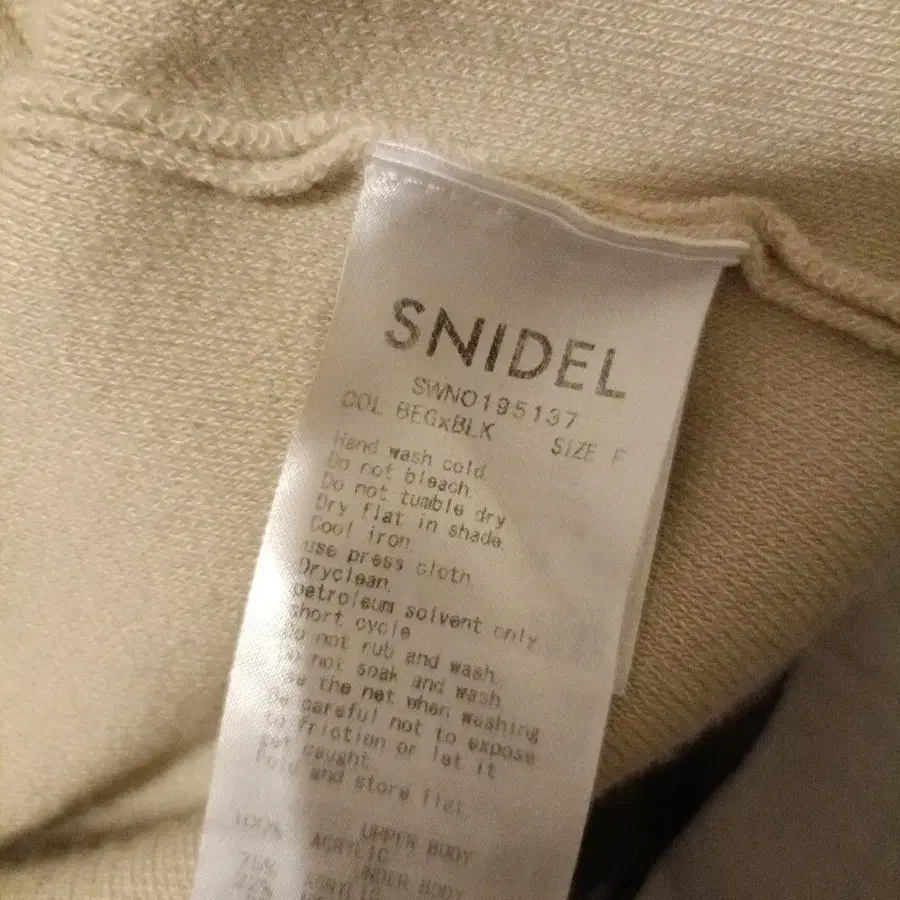 SNIDEL
SWNO195137
COL BEGxBLK SIZE F
Hand wash cold.
Do not bleach.
Do not tumble dry
Dry flat in shade.
Cool iron.
use press cloth.
Dryclean.
petroleum solvent only
short cycle
Do not rub and wash.
Do not soak and wash.
Use the net when washing
Be careful not to expose
to friction or let it
get caught.
Fold and store flat.
UPPER BODY
100% ACRYLIC
UNDER BODY
75% ACRYLIC